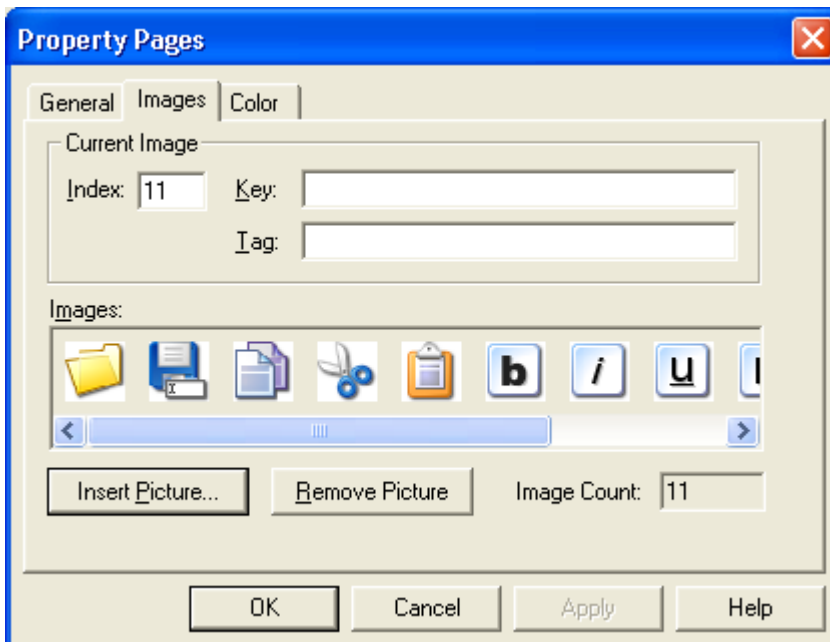 Property Pages
General Images Color
Current Image
Index: 11 Key:
Tag:
Images:
b i u
Insert Picture... Remove Picture Image Count: 11
OK Cancel Apply Help